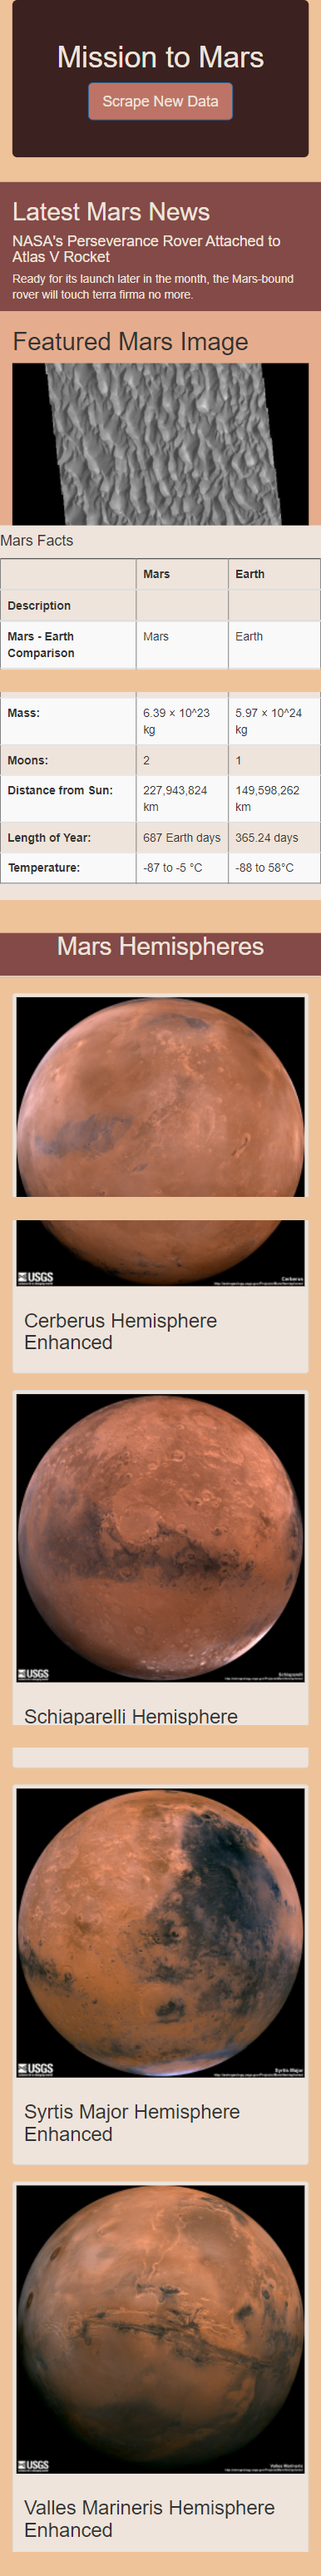 Mission to Mars
Scrape New Data
Latest Mars News
NASA's Perseverance Rover Attached to
Atlas V Rocket
Ready for its launch later in the month, the Mars-bound
rover will touch terra firma no more.
Featured Mars Image
Mars Facts
Mars Earth
Description
Mars - Earth Mars Earth
Comparison
Mass: 6.39 × 10^23 5.97 × 10^24
kg kg
Moons: 2 1
Distance from Sun: 227,943,824 149,598,262
km km
Length of Year: 687 Earth days 365.24 days
Temperature: -87 to -5 °C -88 to 58°C
Mars Hemispheres
USGS Cerberus
Cerberus Hemisphere
Enhanced
USGS Schiaparelli
Schiaparelli Hemisphere
USGS Syrtis Major
Syrtis Major Hemisphere
Enhanced
USGS Valles Marineris
Valles Marineris Hemisphere
Enhanced